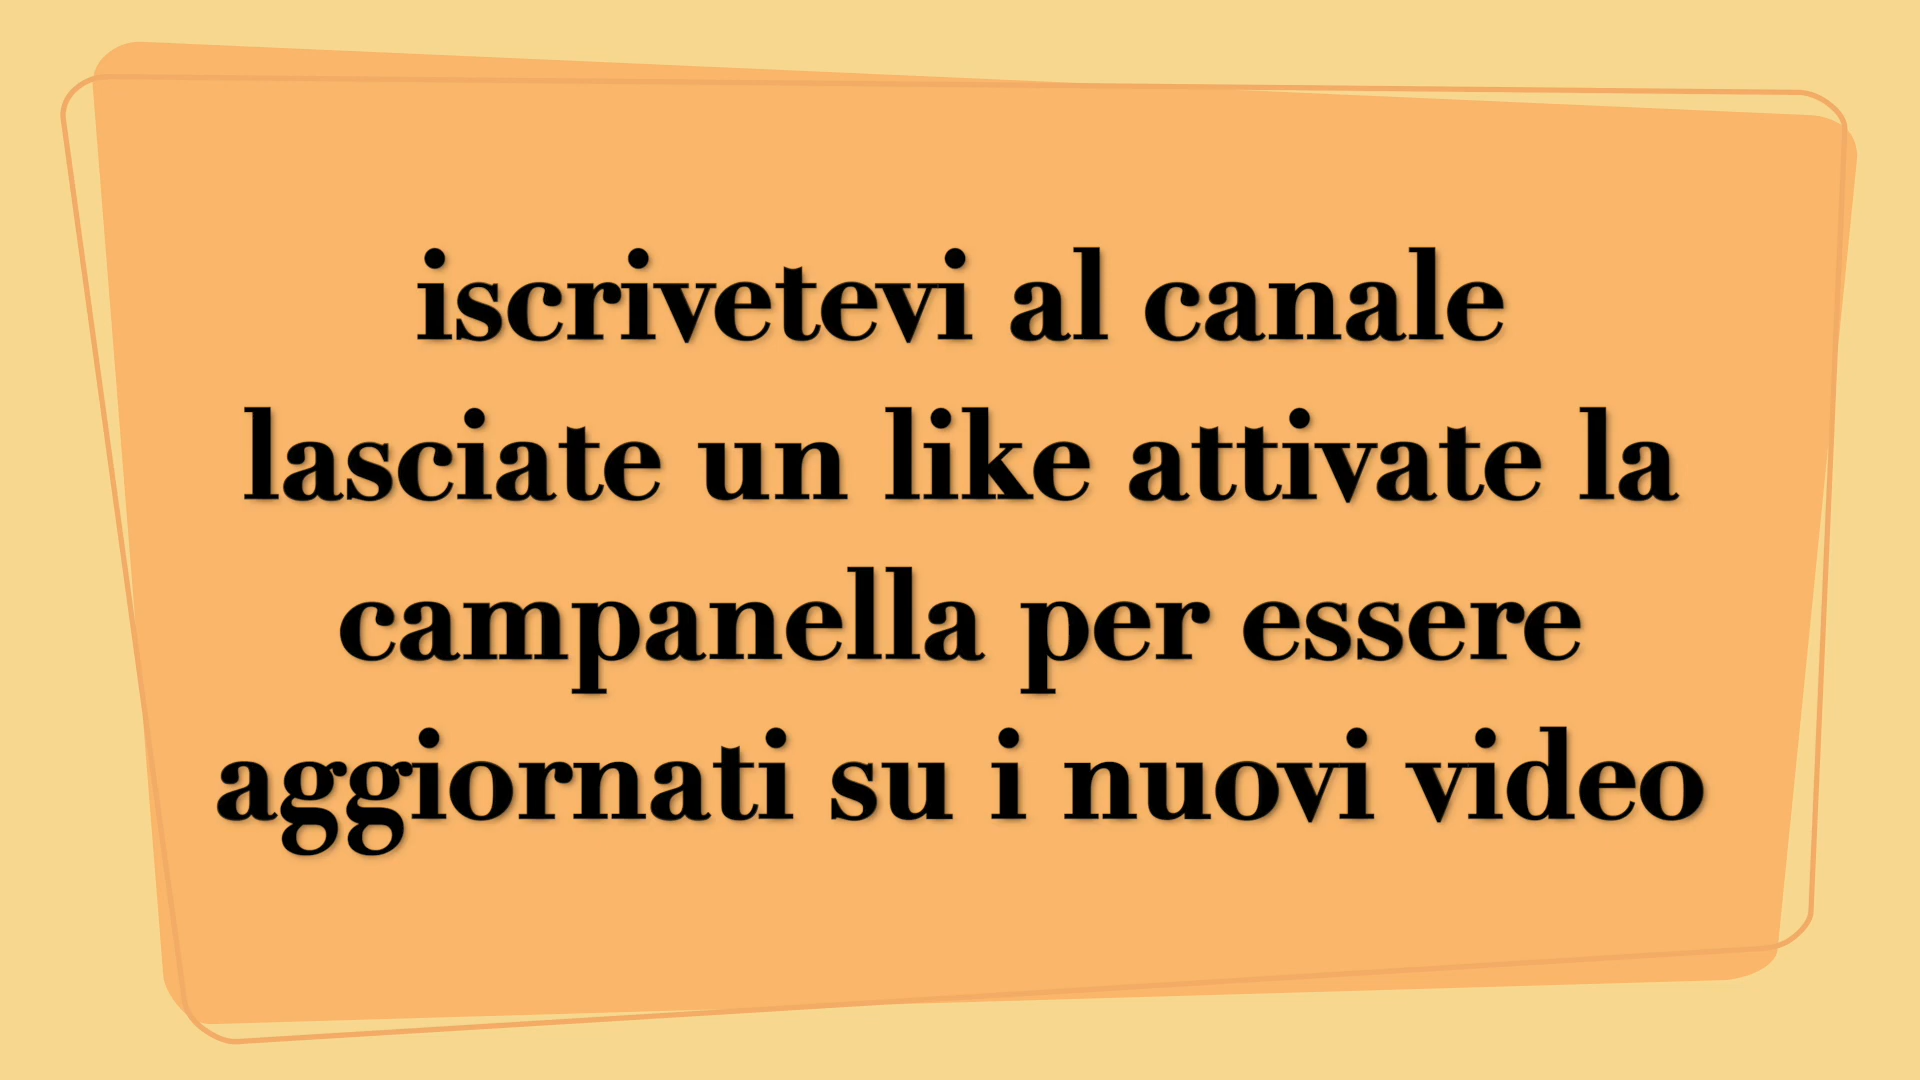 iscrivetevi al canale
lasciate un like attivate la
campanella per essere
aggiornati su i nuovi video